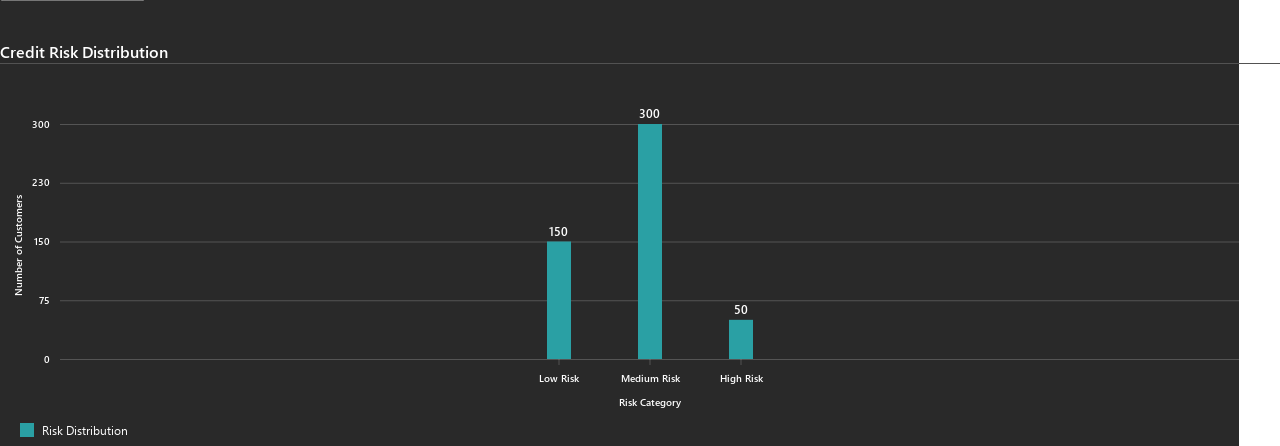 Credit Risk Distribution
300
300
230
150
150
75
50
0
Number of Customers
Low Risk
Medium Risk
High Risk
Risk Category
Risk Distribution